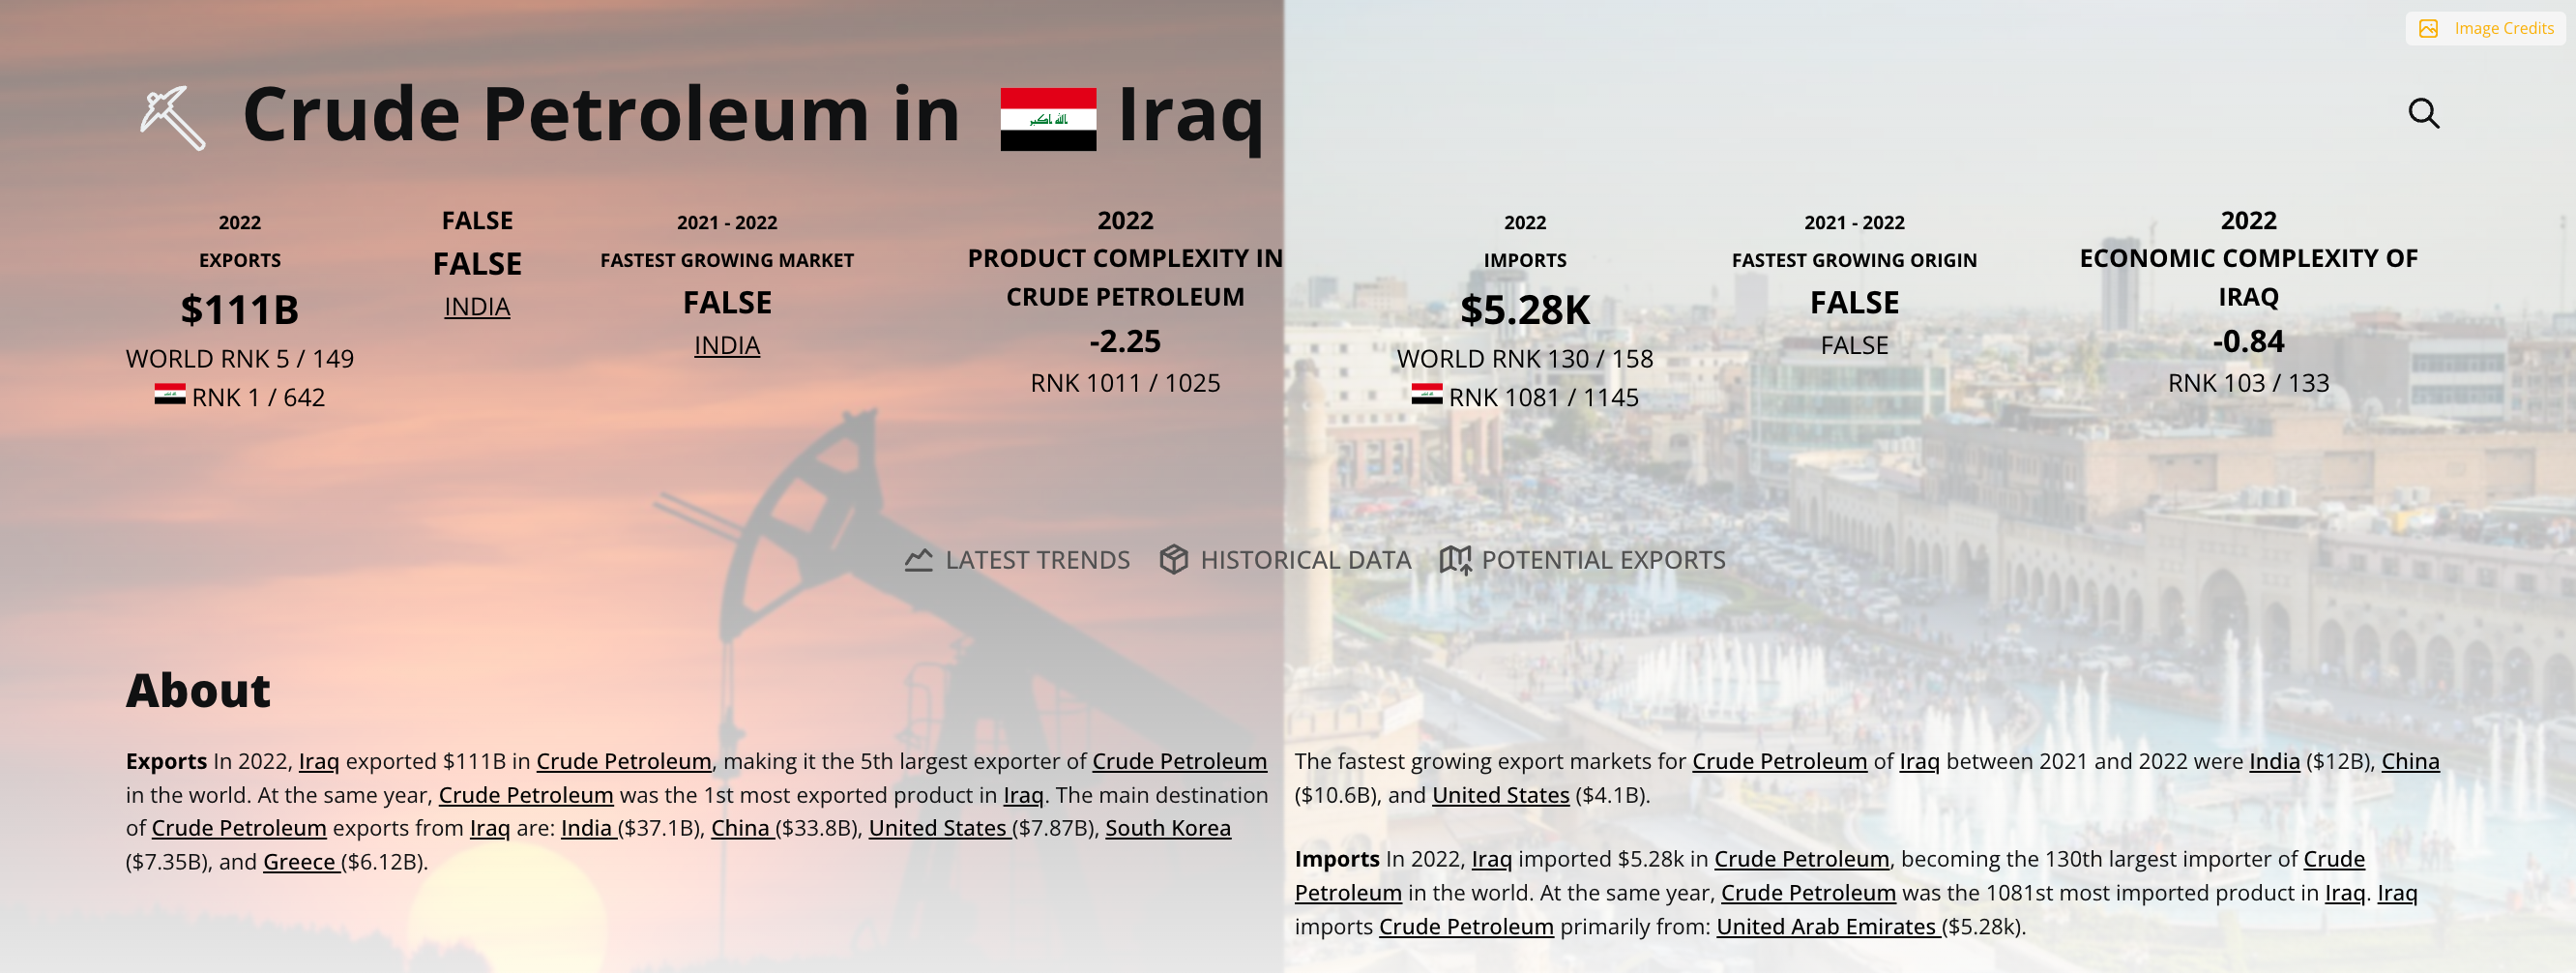 Image Credits
Crude Petroleum in Iraq
2022
EXPORTS
$111B
WORLD RNK 5 / 149
RNK 1 / 642
FALSE
FALSE
INDIA
2021 - 2022
FASTEST GROWING MARKET
FALSE
INDIA
2022
PRODUCT COMPLEXITY IN
CRUDE PETROLEUM
-2.25
RNK 1011 / 1025
2022
IMPORTS
$5.28K
WORLD RNK 130 / 158
RNK 1081 / 1145
2021 - 2022
FASTEST GROWING ORIGIN
FALSE
FALSE
2022
ECONOMIC COMPLEXITY OF
IRAQ
-0.84
RNK 103 / 133
LATEST TRENDS HISTORICAL DATA POTENTIAL EXPORTS
About
Exports In 2022, Iraq exported $111B in Crude Petroleum, making it the 5th largest exporter of Crude Petroleum
in the world. At the same year, Crude Petroleum was the 1st most exported product in Iraq. The main destination
of Crude Petroleum exports from Iraq are: India ($37.1B), China ($33.8B), United States ($7.87B), South Korea
($7.35B), and Greece ($6.12B).
The fastest growing export markets for Crude Petroleum of Iraq between 2021 and 2022 were India ($12B), China
($10.6B), and United States ($4.1B).
Imports In 2022, Iraq imported $5.28k in Crude Petroleum, becoming the 130th largest importer of Crude
Petroleum in the world. At the same year, Crude Petroleum was the 1081st most imported product in Iraq. Iraq
imports Crude Petroleum primarily from: United Arab Emirates ($5.28k).